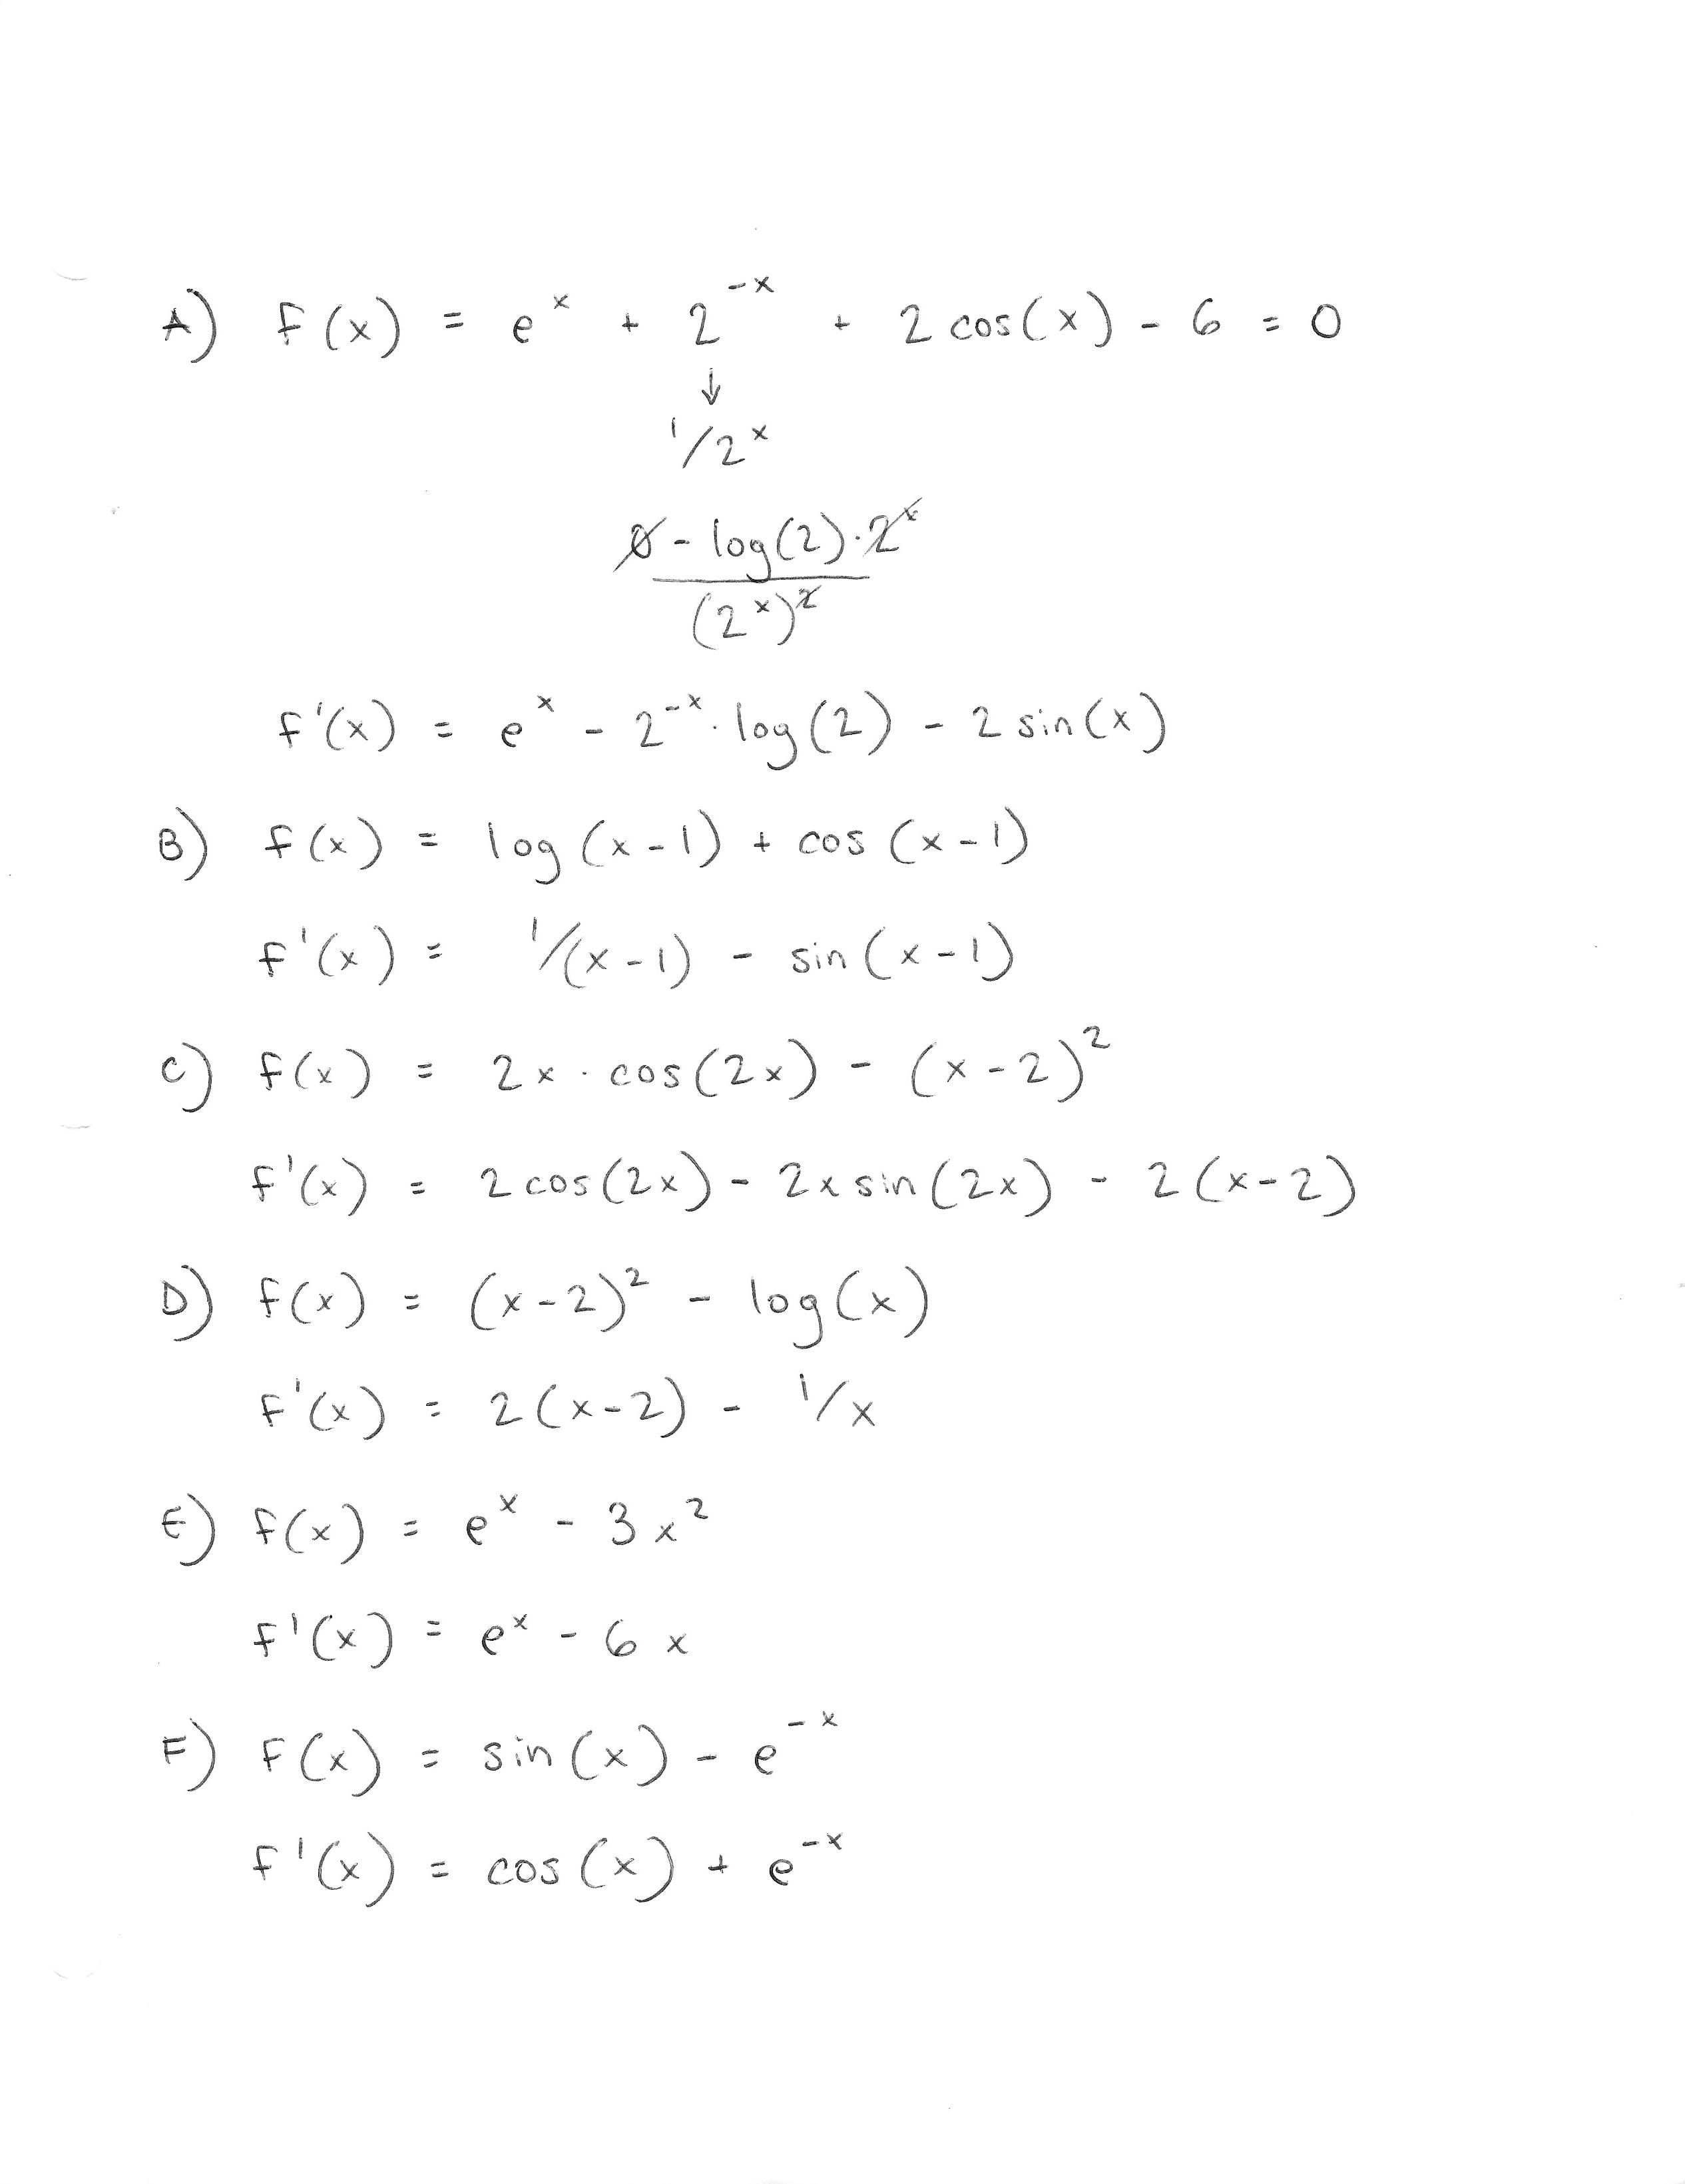 A) f(x) = e^x + 2^-x + 2 cos(x) - 6 = 0
↓
1/2^x
0 - log(2)·2^x
(2^x)^2
f'(x) = e^x - 2^-x · log(2) - 2 sin(x)
B) f(x) = log(x-1) + cos(x-1)
f'(x) = 1/(x-1) - sin(x-1)
C) f(x) = 2x · cos(2x) - (x-2)^2
f'(x) = 2 cos(2x) - 2x sin(2x) - 2(x-2)
D) f(x) = (x-2)^2 - log(x)
f'(x) = 2(x-2) - 1/x
E) f(x) = e^x - 3x^2
f'(x) = e^x - 6x
F) f(x) = sin(x) - e^-x
f'(x) = cos(x) + e^-x